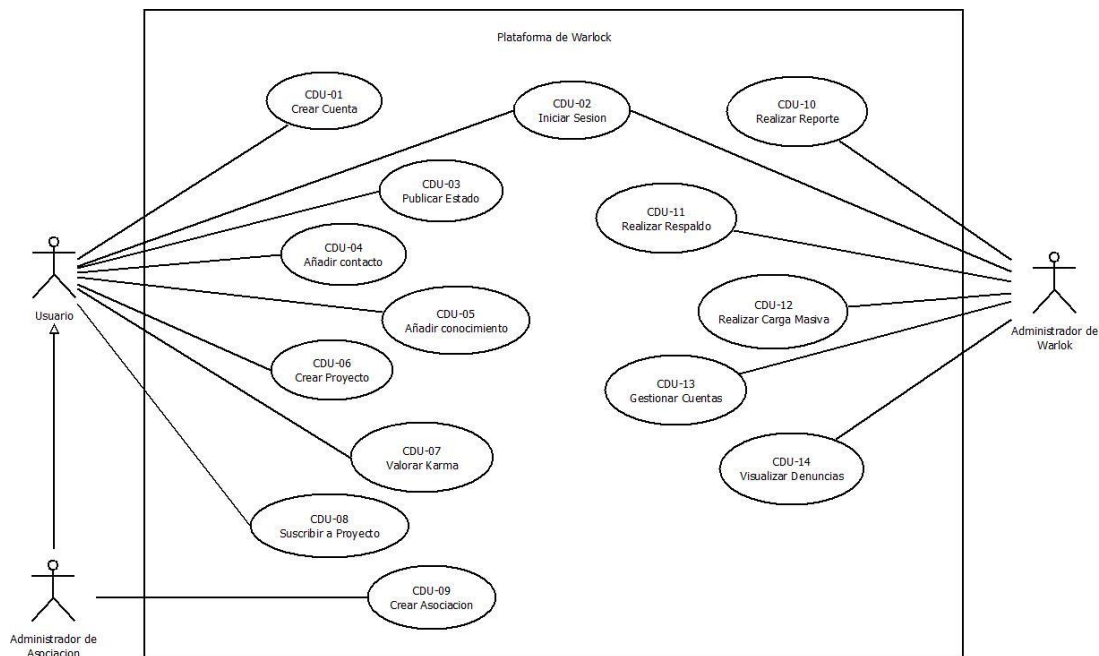 Plataforma de Warlock
CDU-01
Crear Cuenta
CDU-02
Iniciar Sesion
CDU-10
Realizar Reporte
CDU-03
Publicar Estado
CDU-11
Realizar Respaldo
CDU-04
Añadir contacto
Usuario
CDU-05
Añadir conocimiento
CDU-12
Realizar Carga Masiva
Administrador de
Warlok
CDU-06
Crear Proyecto
CDU-13
Gestionar Cuentas
CDU-07
Valorar Karma
CDU-14
Visualizar Denuncias
CDU-08
Suscribir a Proyecto
CDU-09
Crear Asociacion
Administrador de
Asociacion